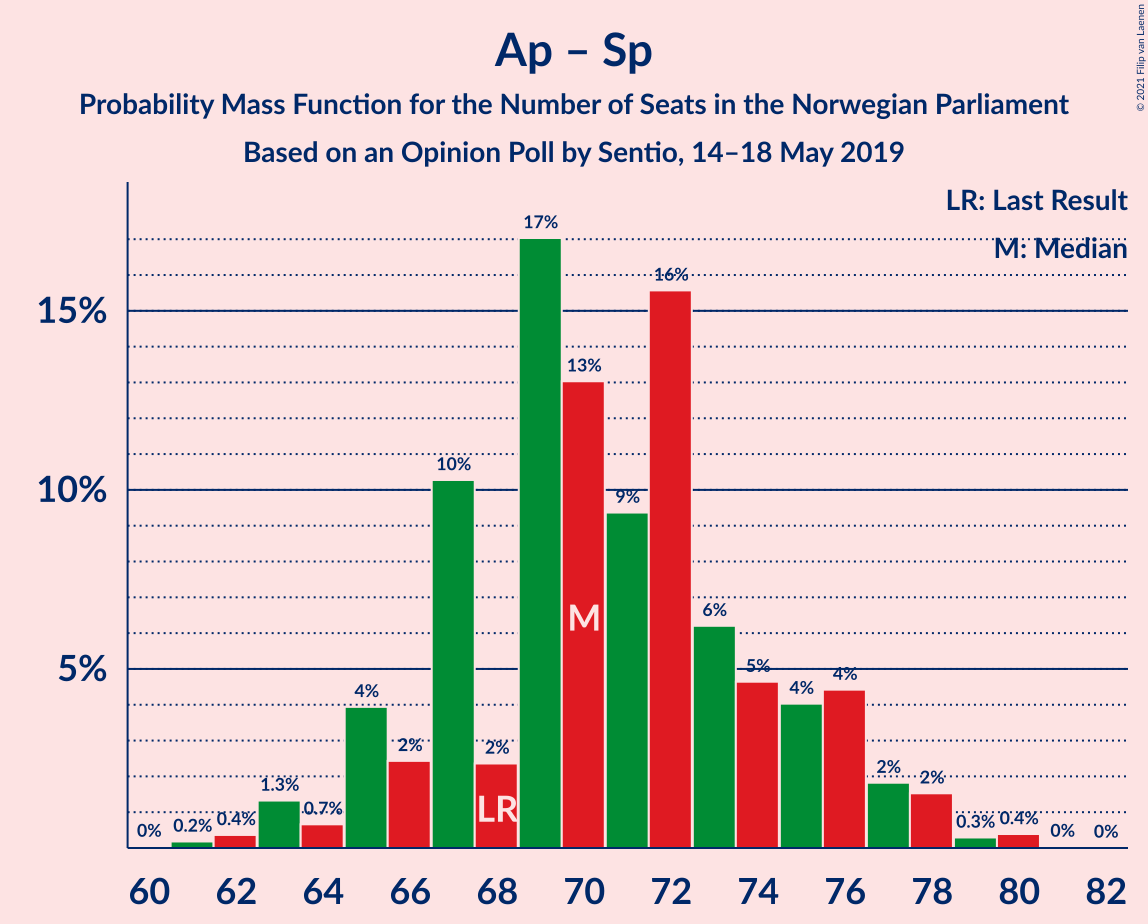 © 2021 Filip van Laenen
Ap – Sp
Probability Mass Function for the Number of Seats in the Norwegian Parliament
Based on an Opinion Poll by Sentio, 14–18 May 2019
LR: Last Result
M: Median
15%
10%
5%
0% 0.2% 0.4% 1.3% 0.7% 4% 2% 10% 2% 17% 13% 9% 16% 6% 5% 4% 4% 2% 2% 0.3% 0.4% 0% 0%
M
LR
60 62 64 66 68 70 72 74 76 78 80 82